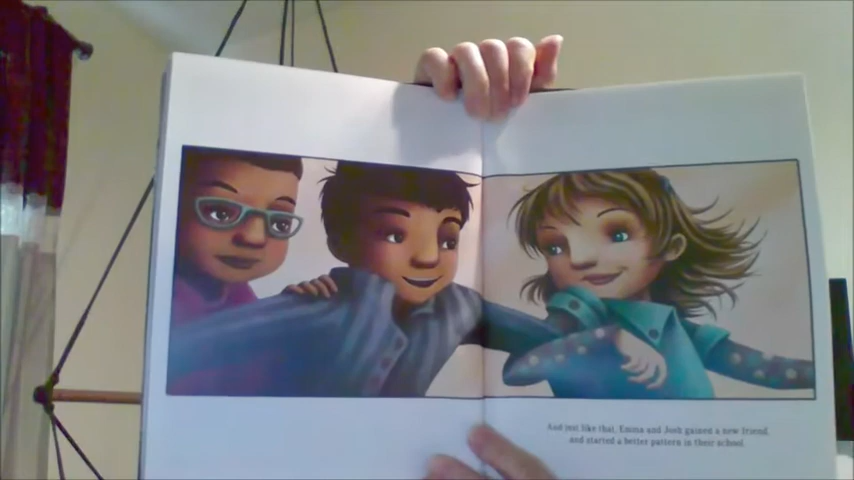 And just like that, Emma and Josh gained a new friend,
and started a better pattern in their school.